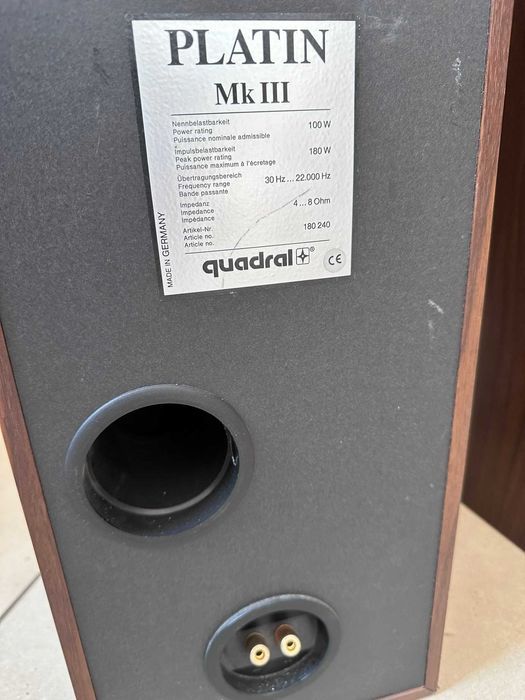 PLATIN
Mk III
Nennbelastbarkeit
Power rating 100 W
Puissance nominale admissible
Impulsbelastbarkeit
Peak power rating 180 W
Puissance maximum à l'écretage
Übertragungsbereich
Frequency range 30 Hz ... 22.000 Hz
Bande passante
Impedanz
Impedance 4 ... 8 Ohm
Impédance
Artikel-Nr.
Article no. 180 240
Article no.
MADE IN GERMANY
quadral ® CE